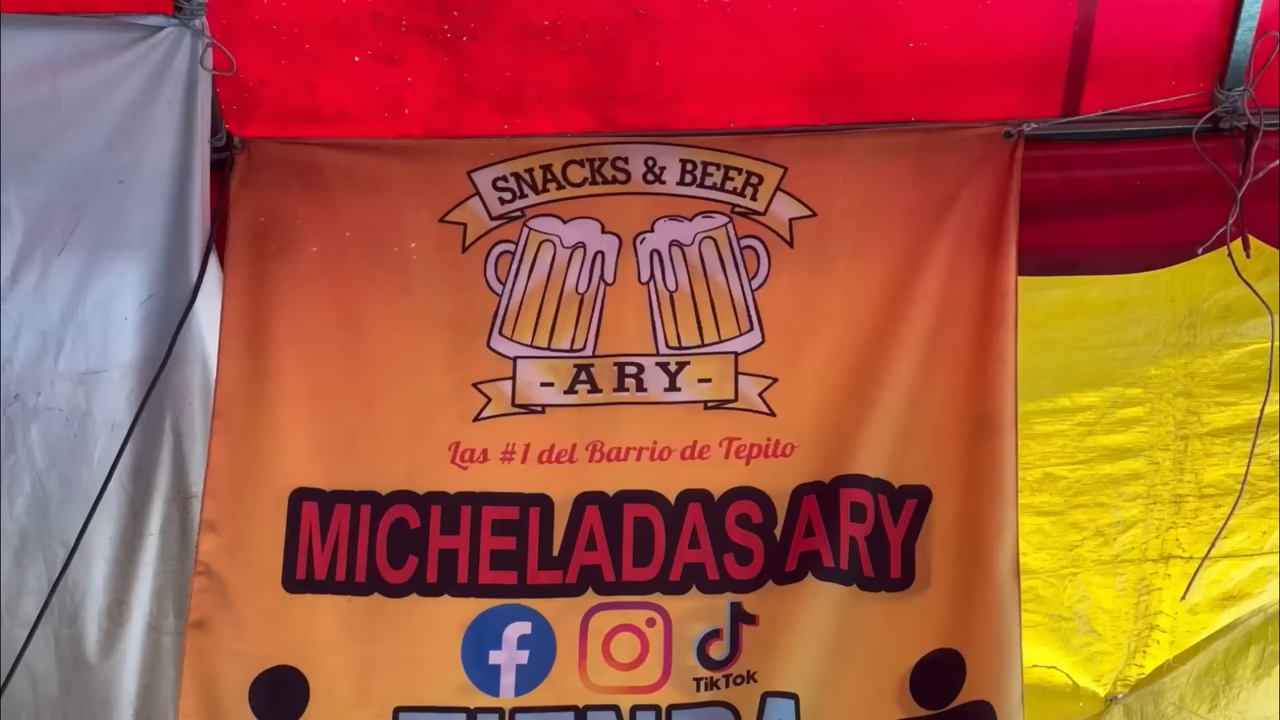 SNACKS & BEER
-ARY-
Las #1 del Barrio de Tepito
MICHELADAS ARY
TikTok